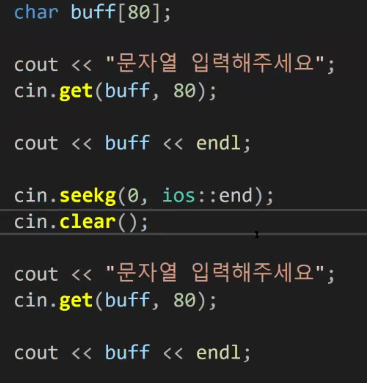 char buff[80];
cout << "문자열 입력해주세요";
cin.get(buff, 80);
cout << buff << endl;
cin.seekg(0, ios::end);
cin.clear();
cout << "문자열 입력해주세요";
cin.get(buff, 80);
cout << buff << endl;